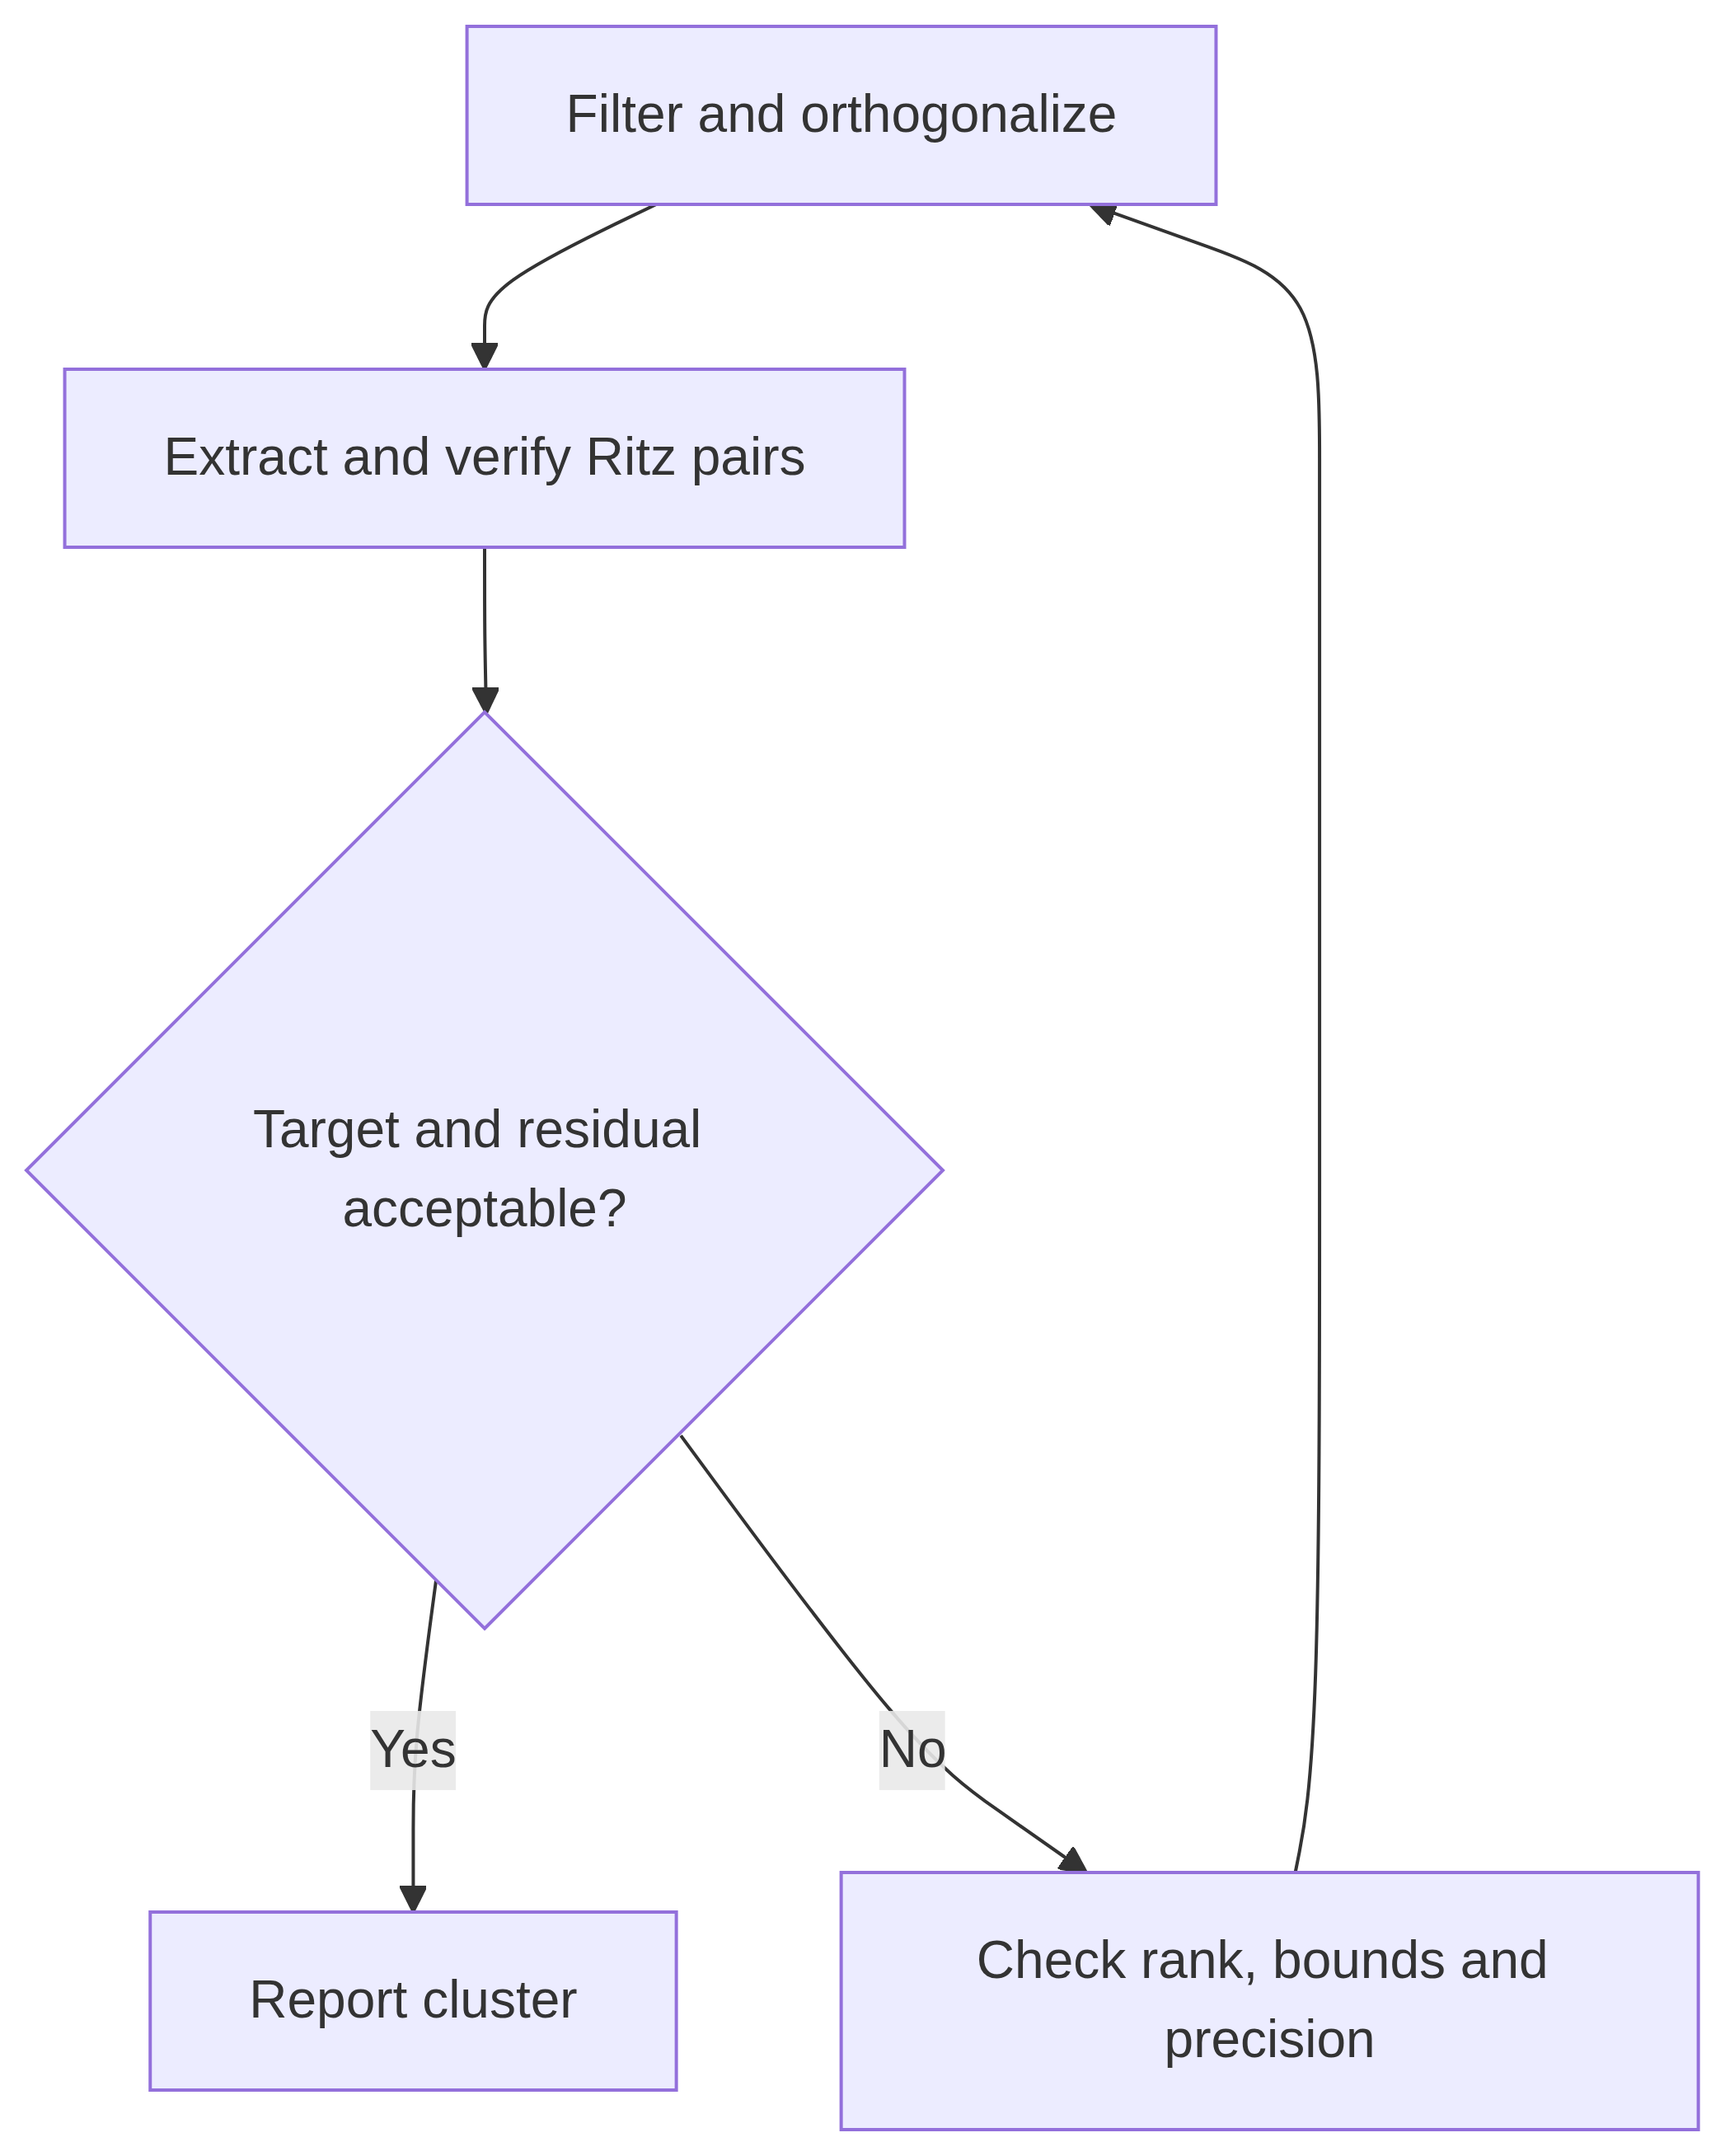 Filter and orthogonalize
Extract and verify Ritz pairs
Target and residual
acceptable?
Yes
No
Report cluster
Check rank, bounds and
precision